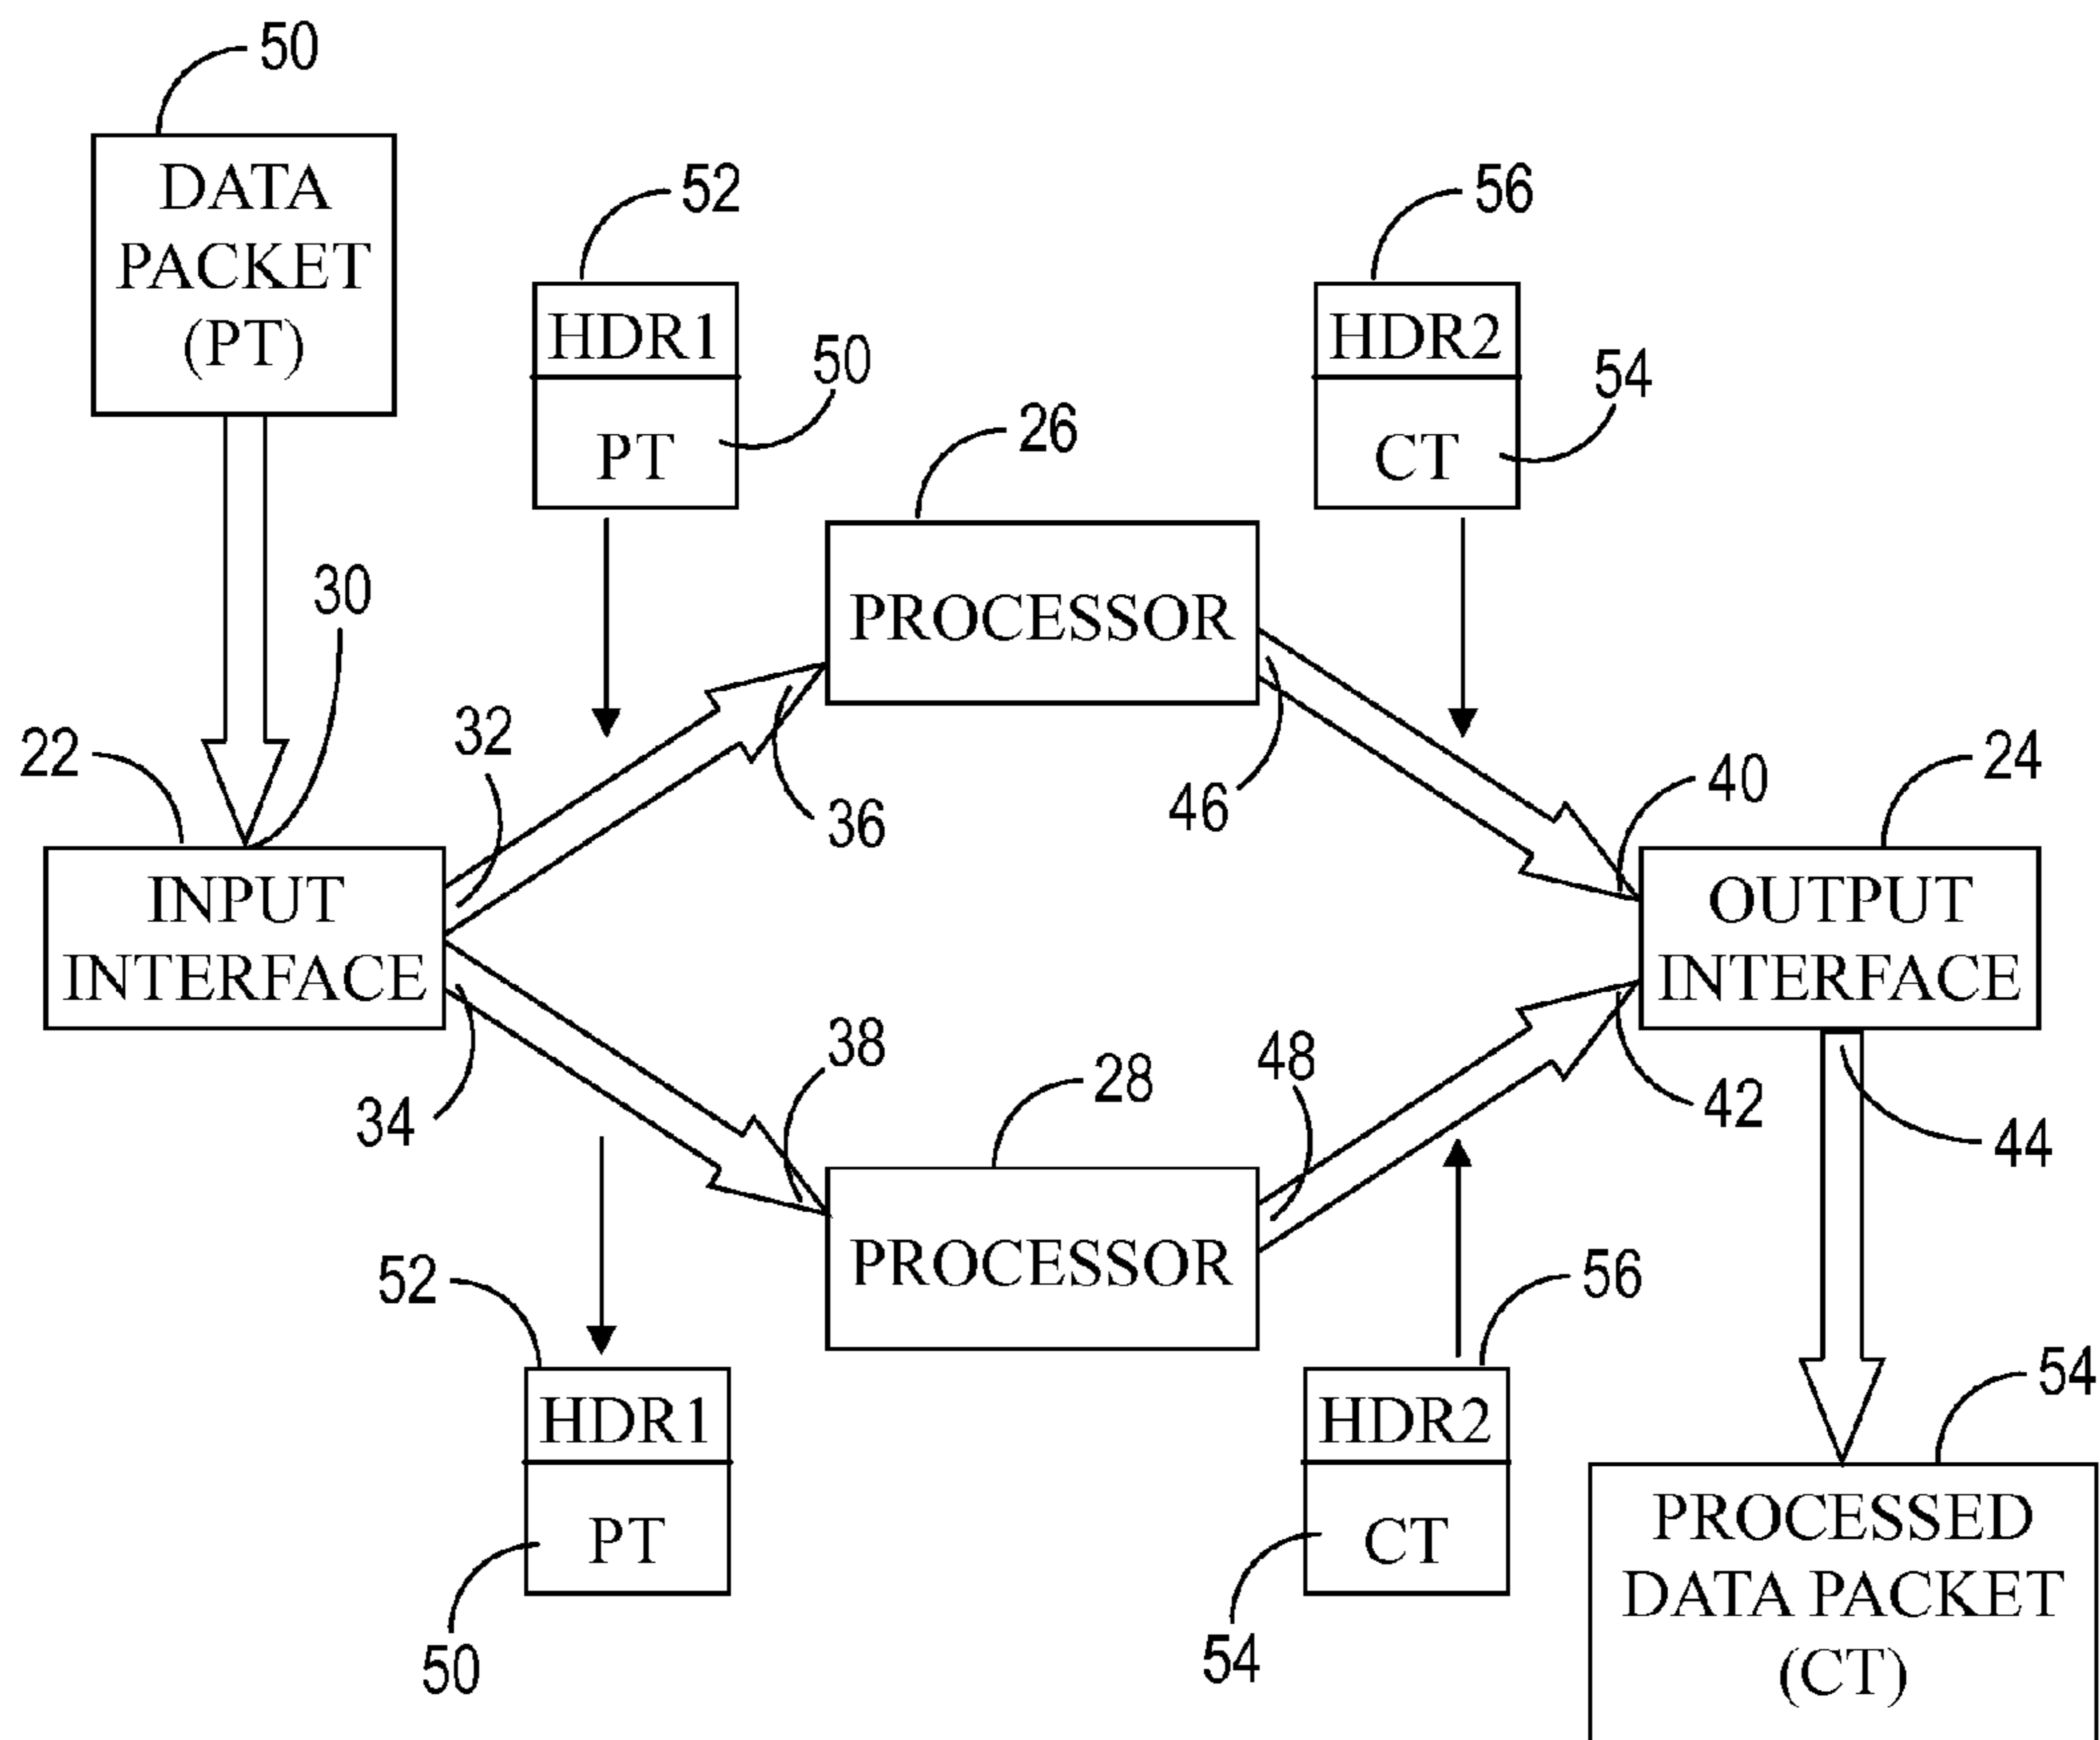 50
DATA
PACKET
(PT)
52
HDR1
50
PT
56
HDR2
54
CT
26
PROCESSOR
30
22
32
36
46
40
24
INPUT
INTERFACE
OUTPUT
INTERFACE
34
38
28
48
42
44
PROCESSOR
52
HDR1
PT
50
56
HDR2
CT
54
54
PROCESSED
DATA PACKET
(CT)